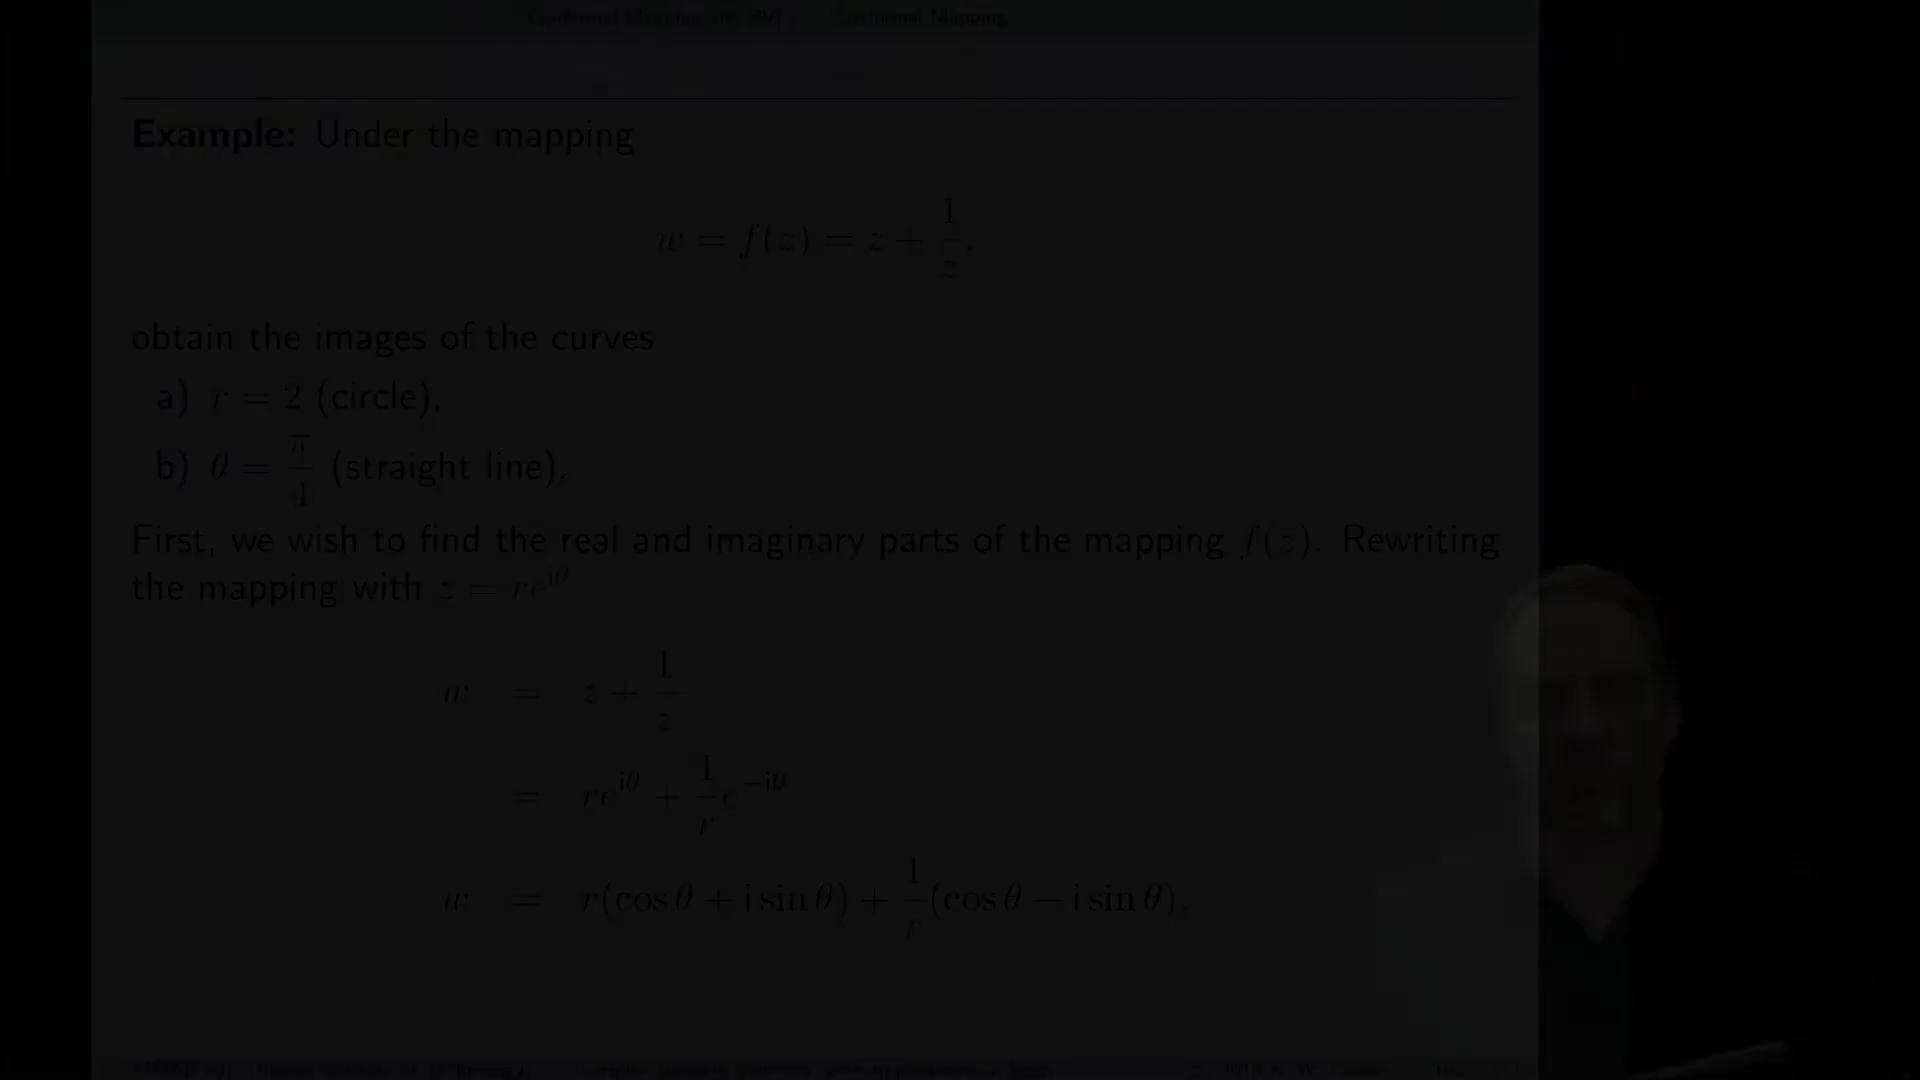 Conformal Mapping
Example: Under the mapping
w = f(z) = z + 1/z,
obtain the images of the curves
a) r = 2 (circle),
b) θ = π/4 (straight line).
First, we wish to find the real and imaginary parts of the mapping f(z). Rewriting
the mapping with z = re^{iθ}
w = z + 1/z
= re^{iθ} + 1/r e^{-iθ}
w = r(cos θ + i sin θ) + 1/r (cos θ − i sin θ).